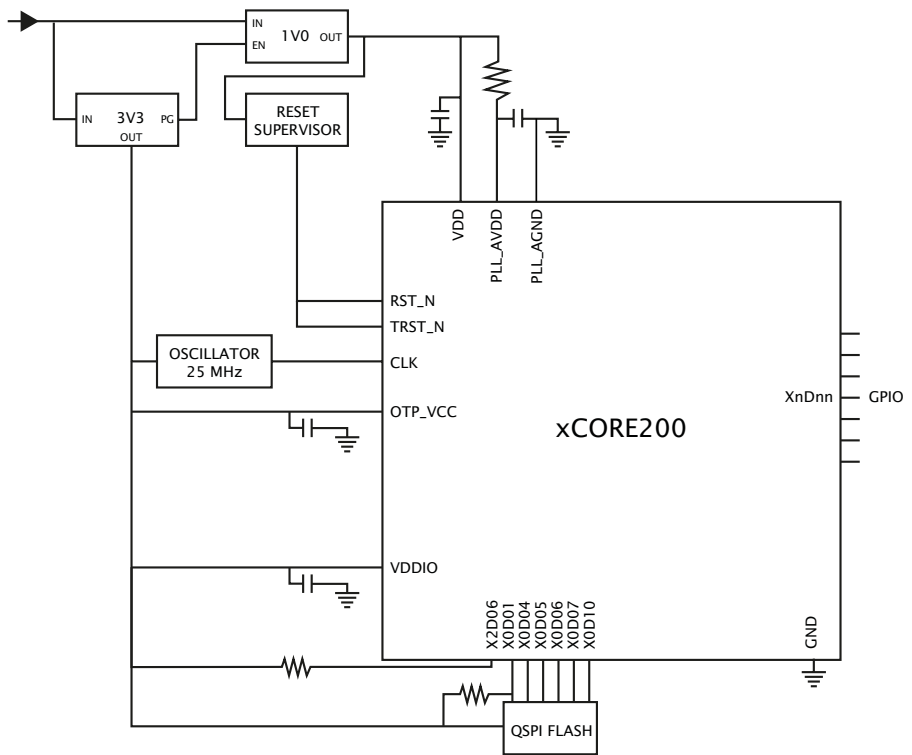 IN
1V0
OUT
EN
IN
3V3
PG
OUT
RESET
SUPERVISOR
VDD
PLL_AVDD
PLL_AGND
RST_N
TRST_N
OSCILLATOR
25 MHz
CLK
XnDnn
GPIO
OTP_VCC
xCORE200
VDDIO
X2D06
X0D01
X0D04
X0D05
X0D06
X0D07
X0D10
GND
QSPI FLASH